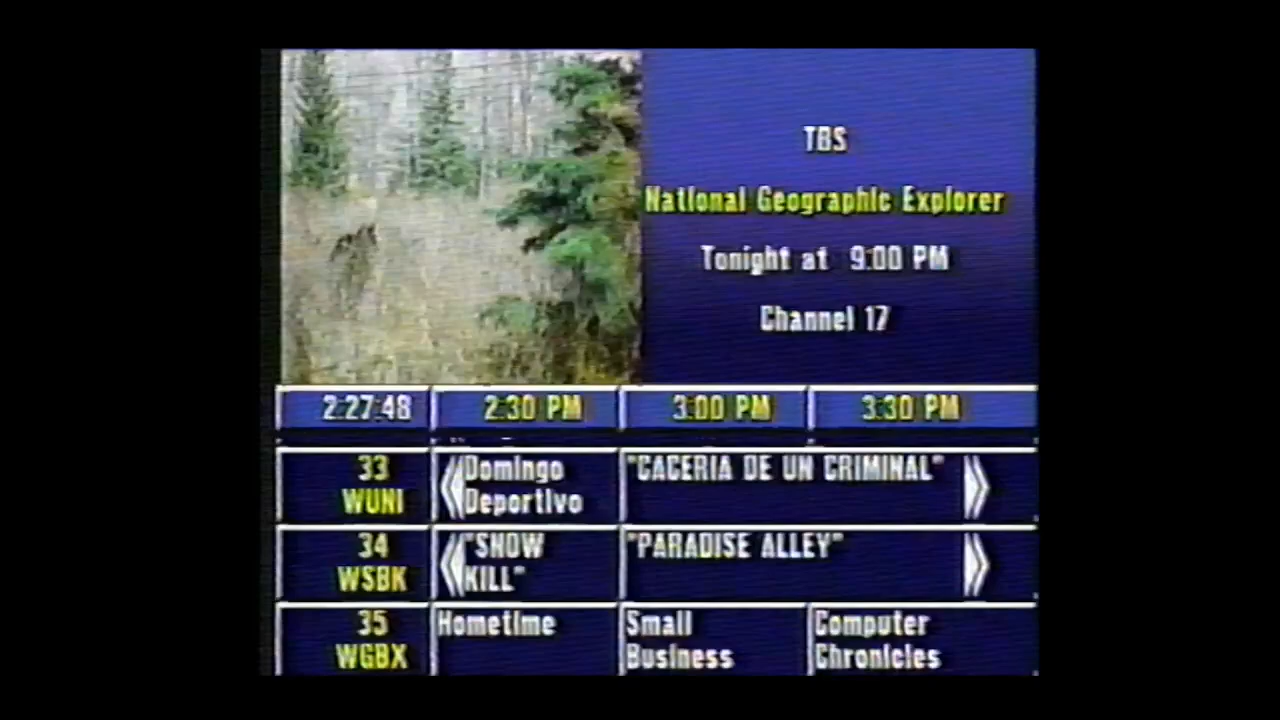 TBS
National Geographic Explorer
Tonight at 9:00 PM
Channel 17
2:27:48 2:30 PM 3:00 PM 3:30 PM
33 Domingo "CACERIA DE UN CRIMINAL"
WUNI Deportivo
34 "SNOW "PARADISE ALLEY"
WSBK KILL"
35 Hometime Small Computer
WGBX Business Chronicles